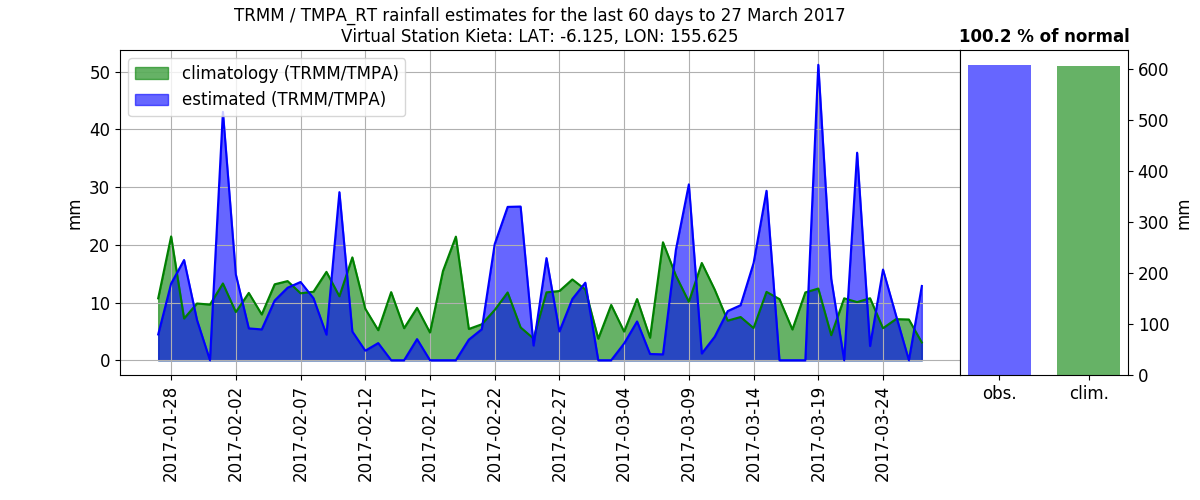 TRMM / TMPA_RT rainfall estimates for the last 60 days to 27 March 2017
Virtual Station Kieta: LAT: -6.125, LON: 155.625
100.2 % of normal
climatology (TRMM/TMPA)
estimated (TRMM/TMPA)
50
40
30
20
10
0
mm
2017-01-28
2017-02-02
2017-02-07
2017-02-12
2017-02-17
2017-02-22
2017-02-27
2017-03-04
2017-03-09
2017-03-14
2017-03-19
2017-03-24
600
500
400
300
200
100
0
mm
obs.
clim.